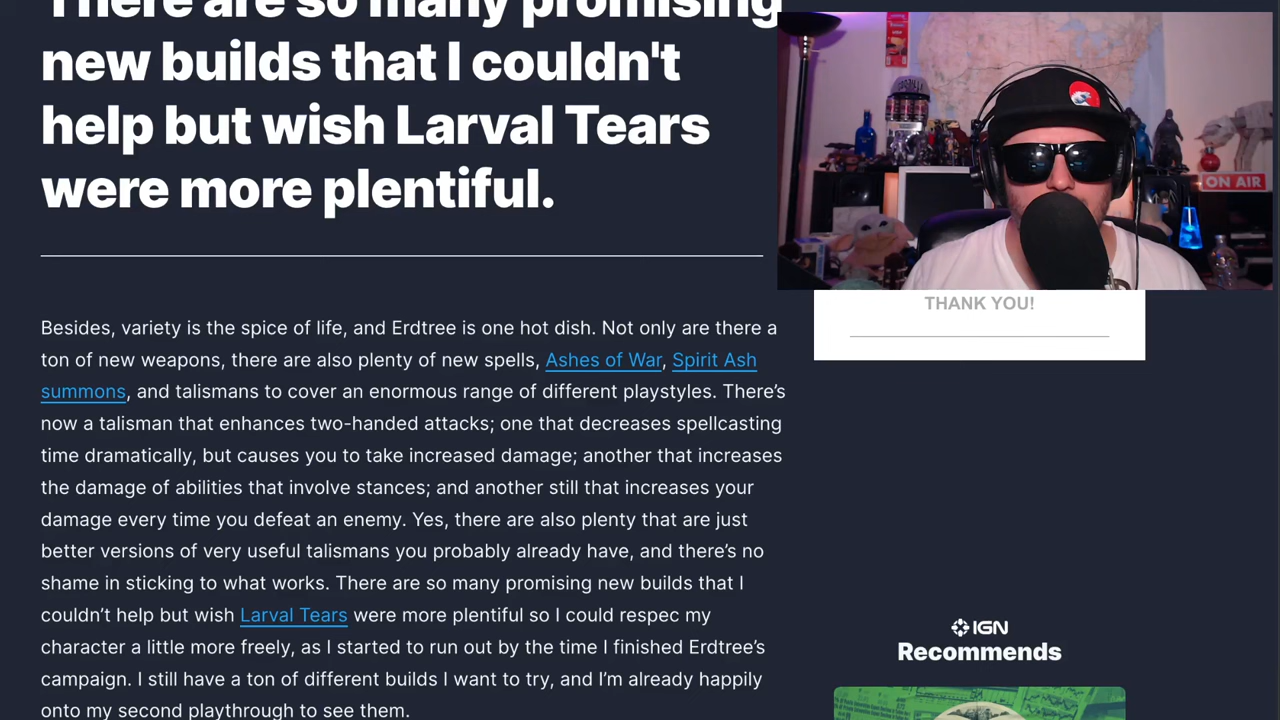 There are so many promising
new builds that I couldn't
help but wish Larval Tears
were more plentiful.
Besides, variety is the spice of life, and Erdtree is one hot dish. Not only are there a
ton of new weapons, there are also plenty of new spells, Ashes of War, Spirit Ash
summons, and talismans to cover an enormous range of different playstyles. There’s
now a talisman that enhances two-handed attacks; one that decreases spellcasting
time dramatically, but causes you to take increased damage; another that increases
the damage of abilities that involve stances; and another still that increases your
damage every time you defeat an enemy. Yes, there are also plenty that are just
better versions of very useful talismans you probably already have, and there’s no
shame in sticking to what works. There are so many promising new builds that I
couldn’t help but wish Larval Tears were more plentiful so I could respec my
character a little more freely, as I started to run out by the time I finished Erdtree’s
campaign. I still have a ton of different builds I want to try, and I’m already happily
onto my second playthrough to see them.
ON AIR
THANK YOU!
IGN
Recommends